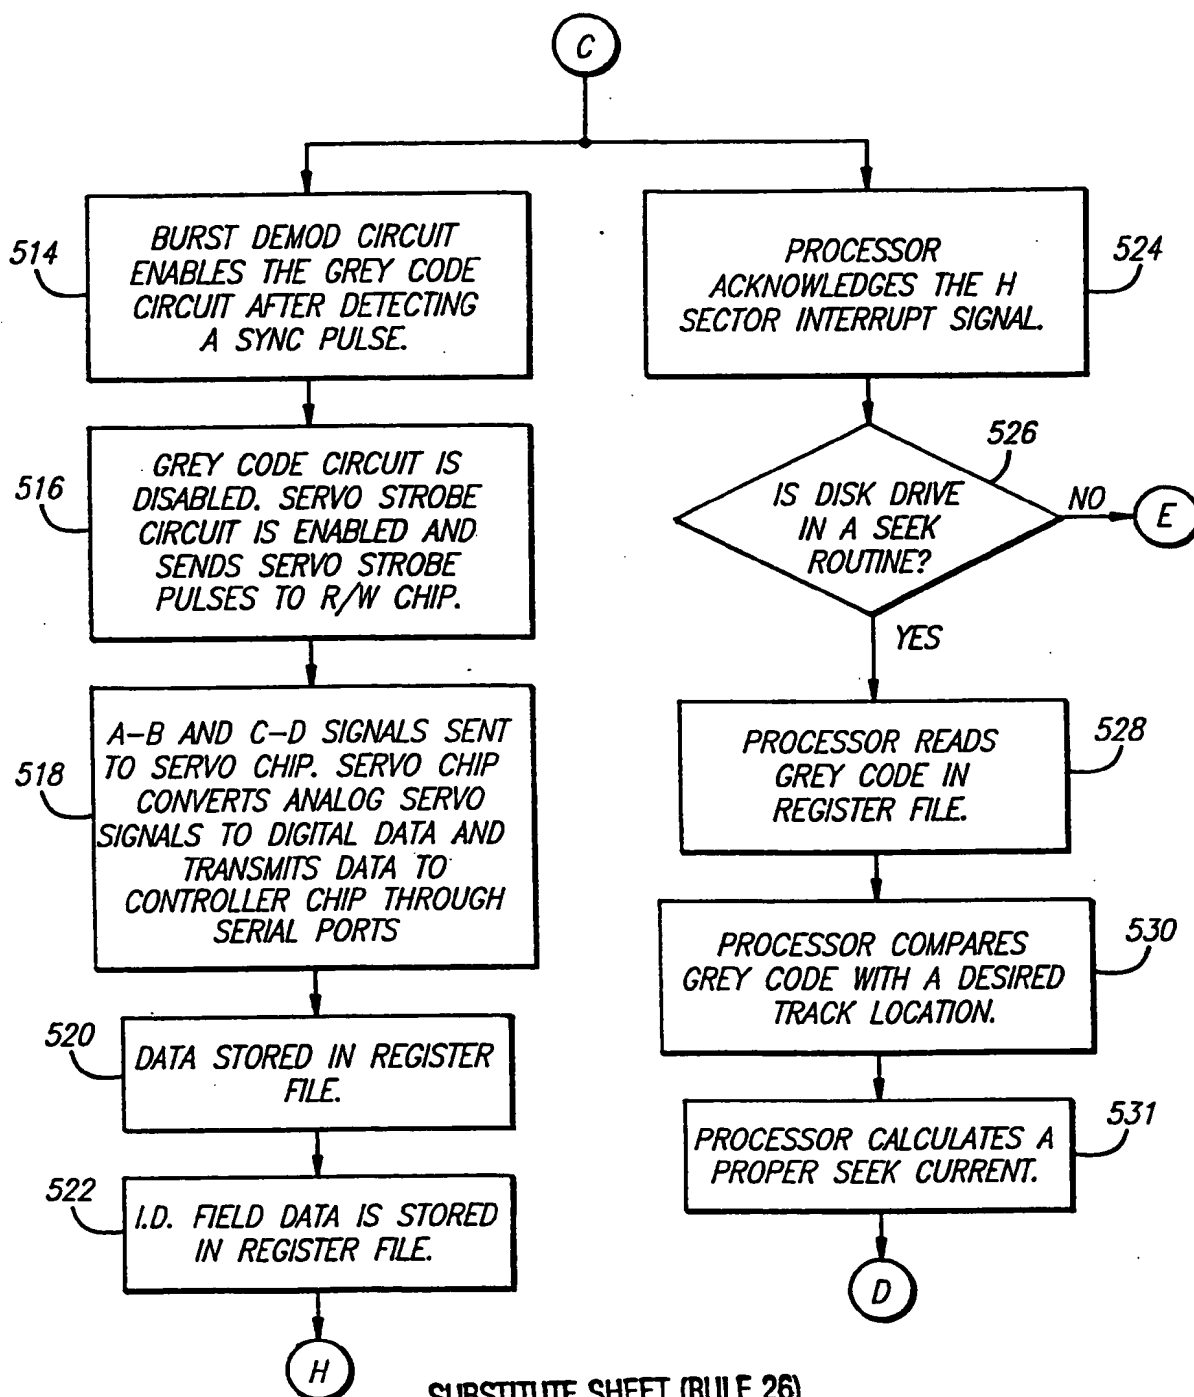 C
514
BURST DEMOD CIRCUIT
ENABLES THE GREY CODE
CIRCUIT AFTER DETECTING
A SYNC PULSE.
516
GREY CODE CIRCUIT IS
DISABLED. SERVO STROBE
CIRCUIT IS ENABLED AND
SENDS SERVO STROBE
PULSES TO R/W CHIP.
518
A-B AND C-D SIGNALS SENT
TO SERVO CHIP. SERVO CHIP
CONVERTS ANALOG SERVO
SIGNALS TO DIGITAL DATA AND
TRANSMITS DATA TO
CONTROLLER CHIP THROUGH
SERIAL PORTS
520
DATA STORED IN REGISTER
FILE.
522
I.D. FIELD DATA IS STORED
IN REGISTER FILE.
H
524
PROCESSOR
ACKNOWLEDGES THE H
SECTOR INTERRUPT SIGNAL.
526
IS DISK DRIVE
IN A SEEK
ROUTINE?
NO
E
YES
528
PROCESSOR READS
GREY CODE IN
REGISTER FILE.
530
PROCESSOR COMPARES
GREY CODE WITH A DESIRED
TRACK LOCATION.
531
PROCESSOR CALCULATES A
PROPER SEEK CURRENT.
D
SUBSTITUTE SHEET (RULE 26)